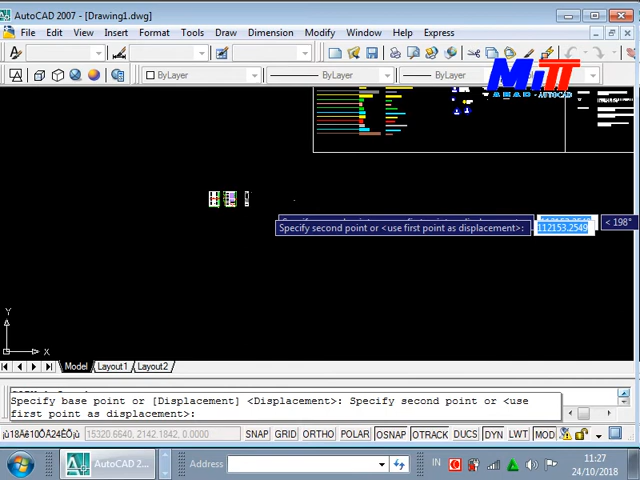 AutoCAD 2007 - [Drawing1.dwg]
File Edit View Insert Format Tools Draw Dimension Modify Window Help Express
ByLayer ByLayer ByLayer
Specify second point or <use first point as displacement>: 112153.2549 < 198°
Y
X
Model Layout1 Layout2
Specify base point or [Displacement] <Displacement>: Specify second point or <use
first point as displacement>:
15320.6640, 2142.1842, 0.0000 SNAP GRID ORTHO POLAR OSNAP OTRACK DUCS DYN LWT MOD
AutoCAD 2... Address IN 11:27
24/10/2018